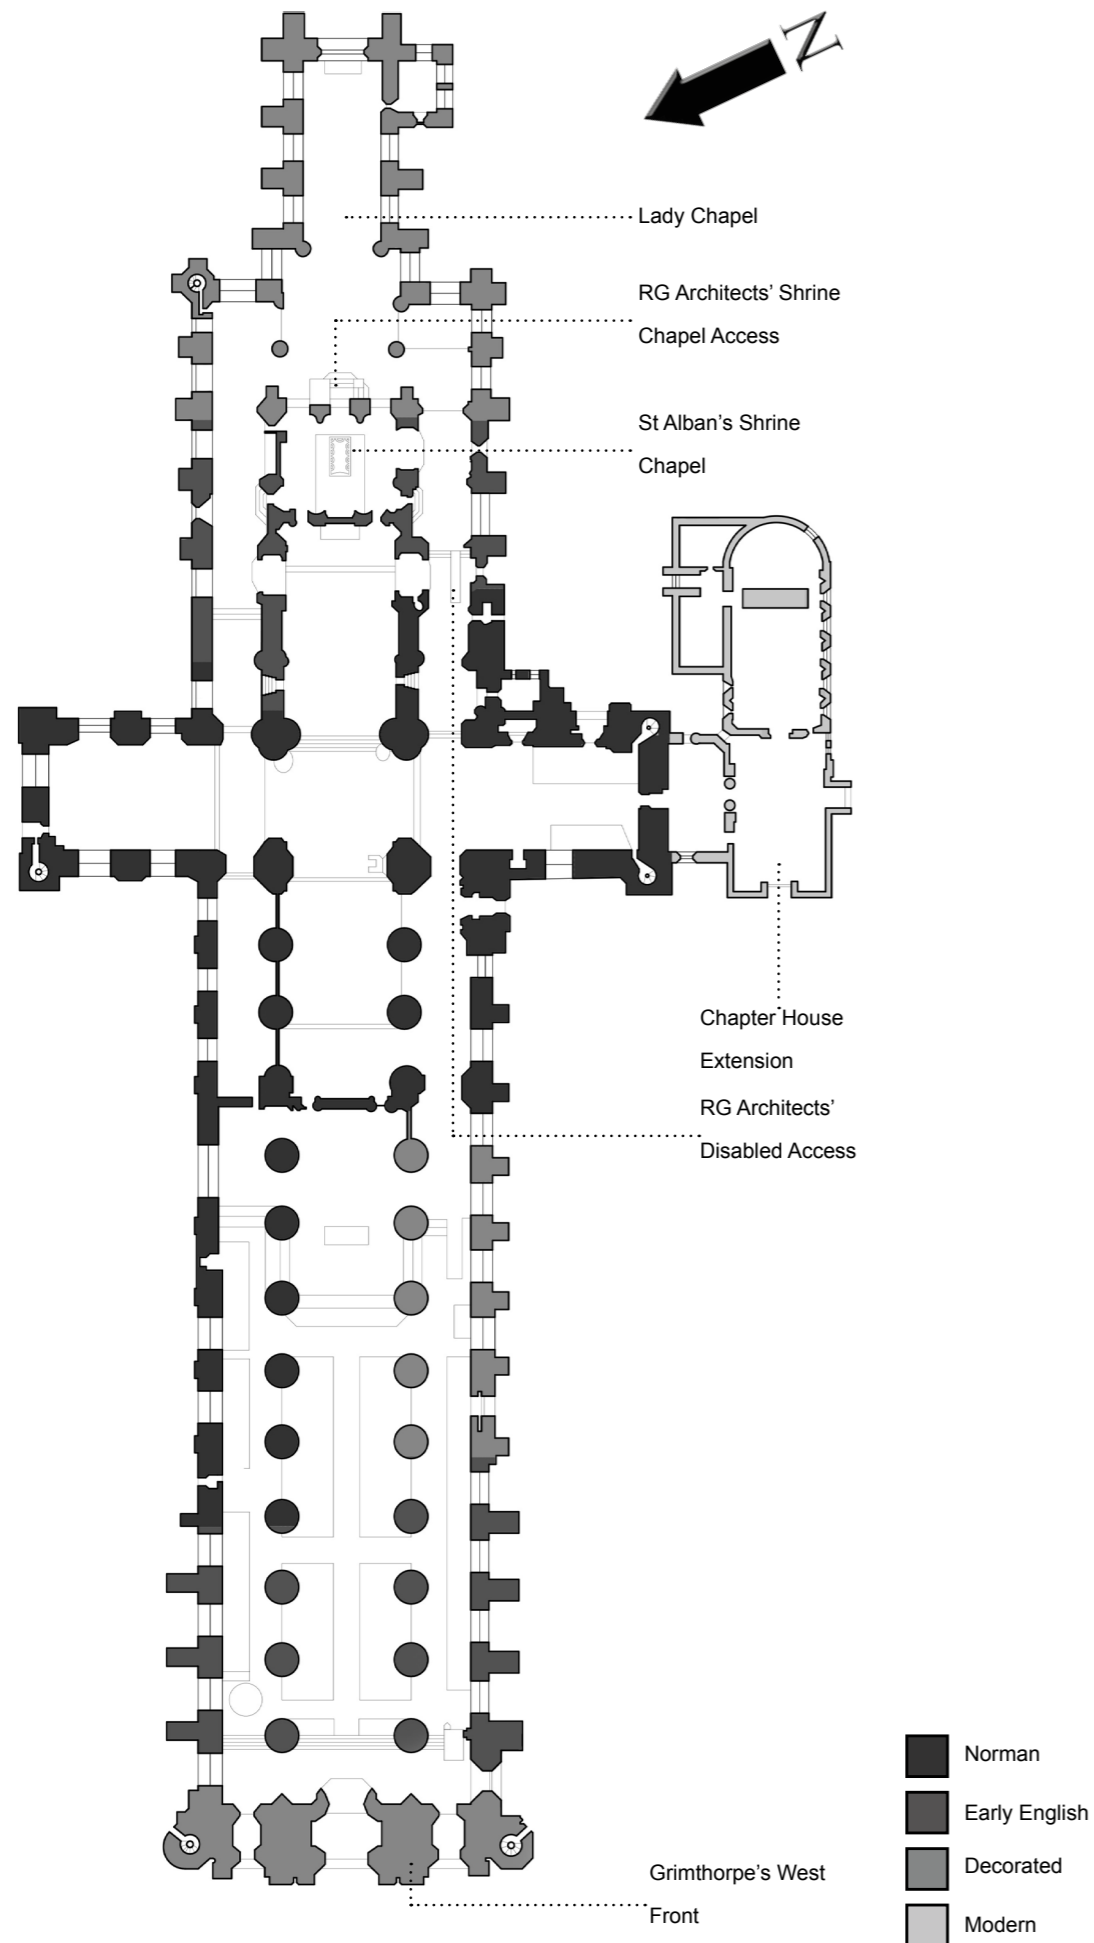 N
Lady Chapel
RG Architects’ Shrine
Chapel Access
St Alban’s Shrine
Chapel
Chapter House
Extension
RG Architects’
Disabled Access
Grimthorpe’s West
Front
Norman
Early English
Decorated
Modern